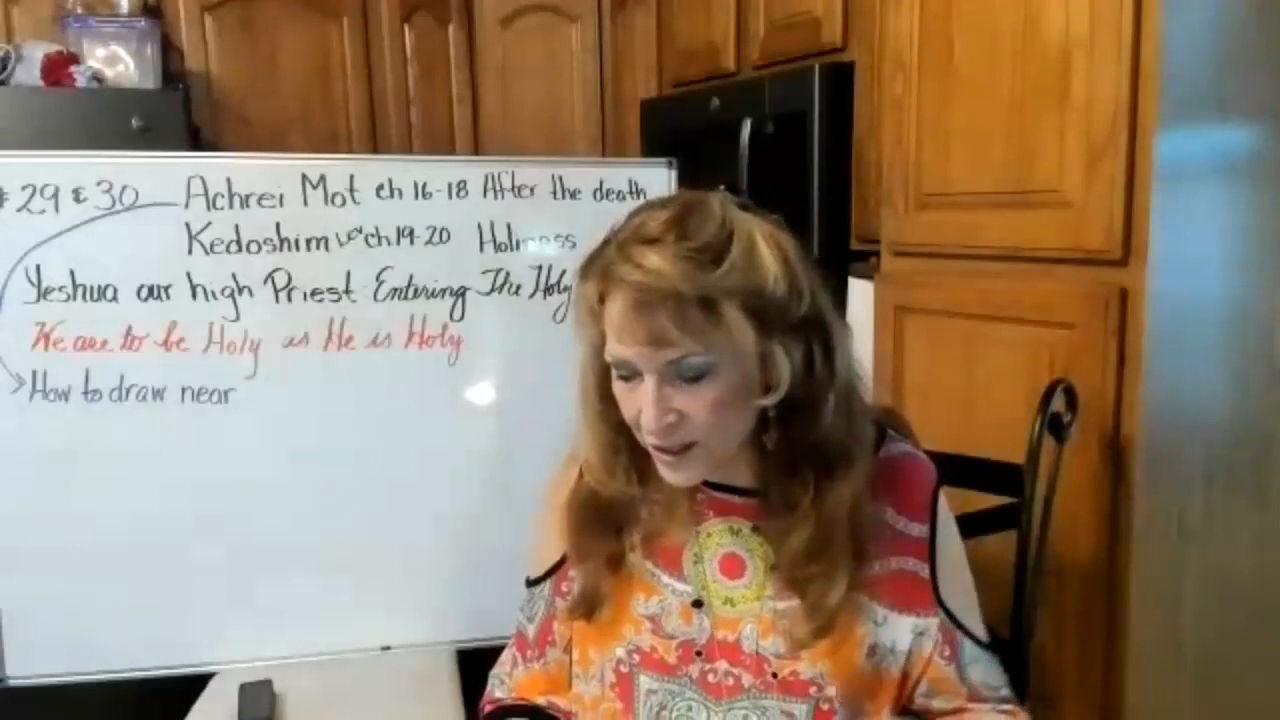 # 29 & 30 Achrei Mot ch 16-18 After the death
Kedoshim Lev ch 19-20 Holiness
Yeshua our high Priest Entering The Holy
We are to be Holy as He is Holy
How to draw near